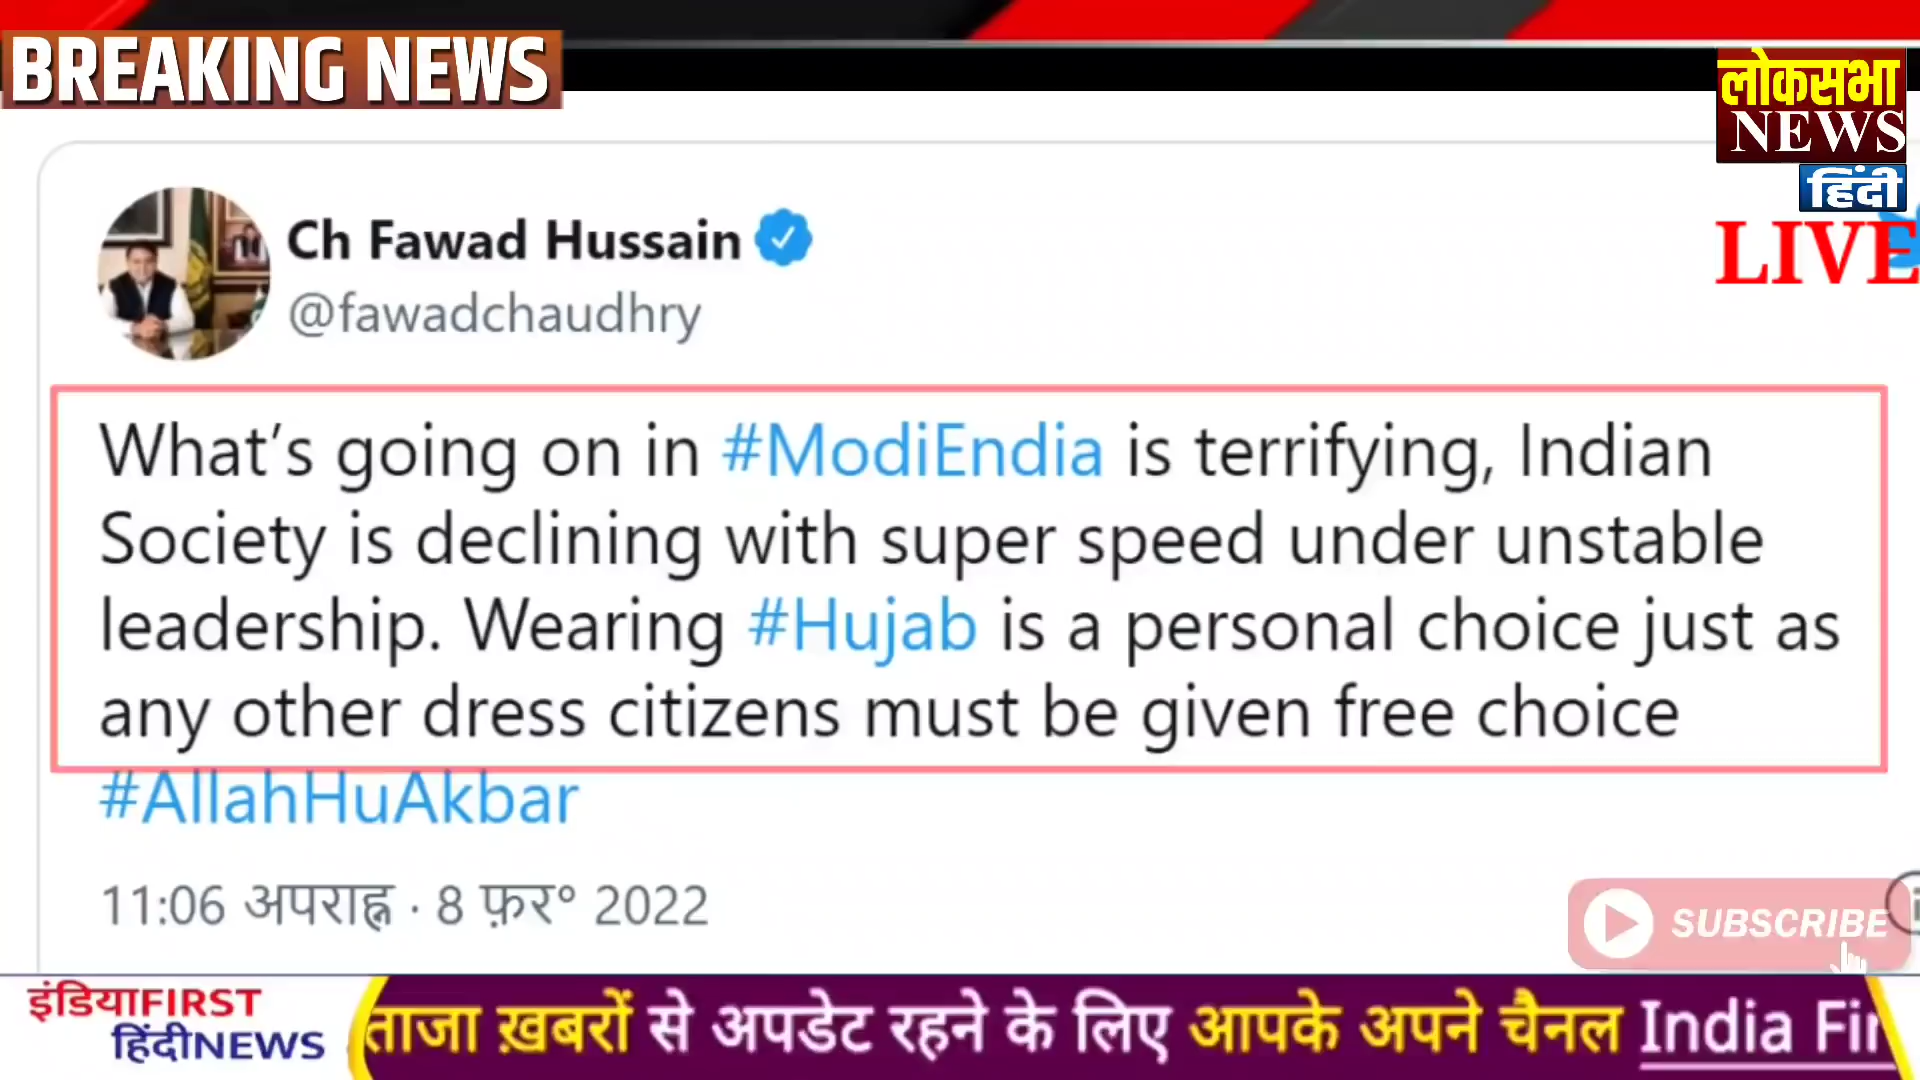 BREAKING NEWS
लोकसभा
NEWS
हिंदी
LIVE
Ch Fawad Hussain
@fawadchaudhry
What's going on in #ModiEndia is terrifying, Indian
Society is declining with super speed under unstable
leadership. Wearing #Hujab is a personal choice just as
any other dress citizens must be given free choice
#AllahHuAkbar
11:06 अपराह्न · 8 फ़र॰ 2022
SUBSCRIBE
इंडियाFIRST
हिंदीNEWS
ताजा ख़बरों से अपडेट रहने के लिए आपके अपने चैनल India